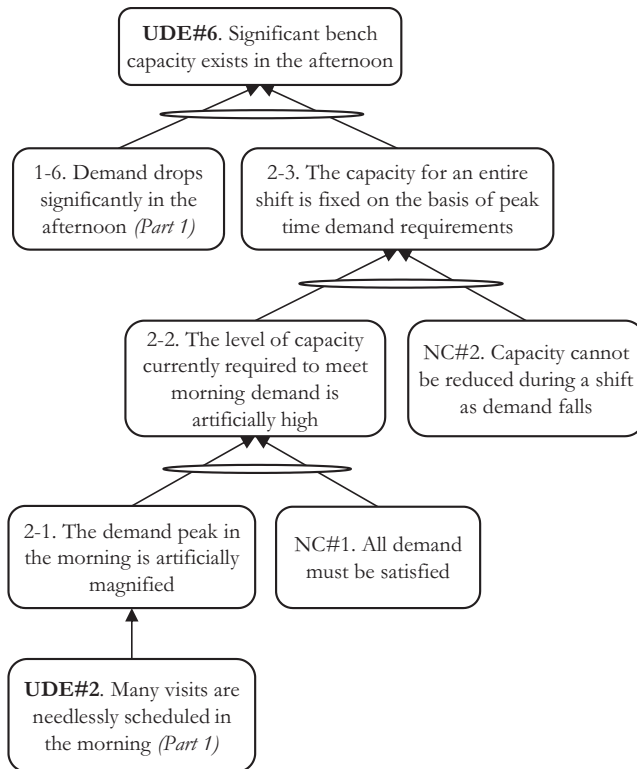 UDE#6. Significant bench
capacity exists in the afternoon
1-6. Demand drops
significantly in the
afternoon (Part 1)
2-3. The capacity for an entire
shift is fixed on the basis of peak
time demand requirements
2-2. The level of capacity
currently required to meet
morning demand is
artificially high
NC#2. Capacity cannot
be reduced during a shift
as demand falls
2-1. The demand peak in
the morning is artificially
magnified
NC#1. All demand
must be satisfied
UDE#2. Many visits are
needlessly scheduled in
the morning (Part 1)